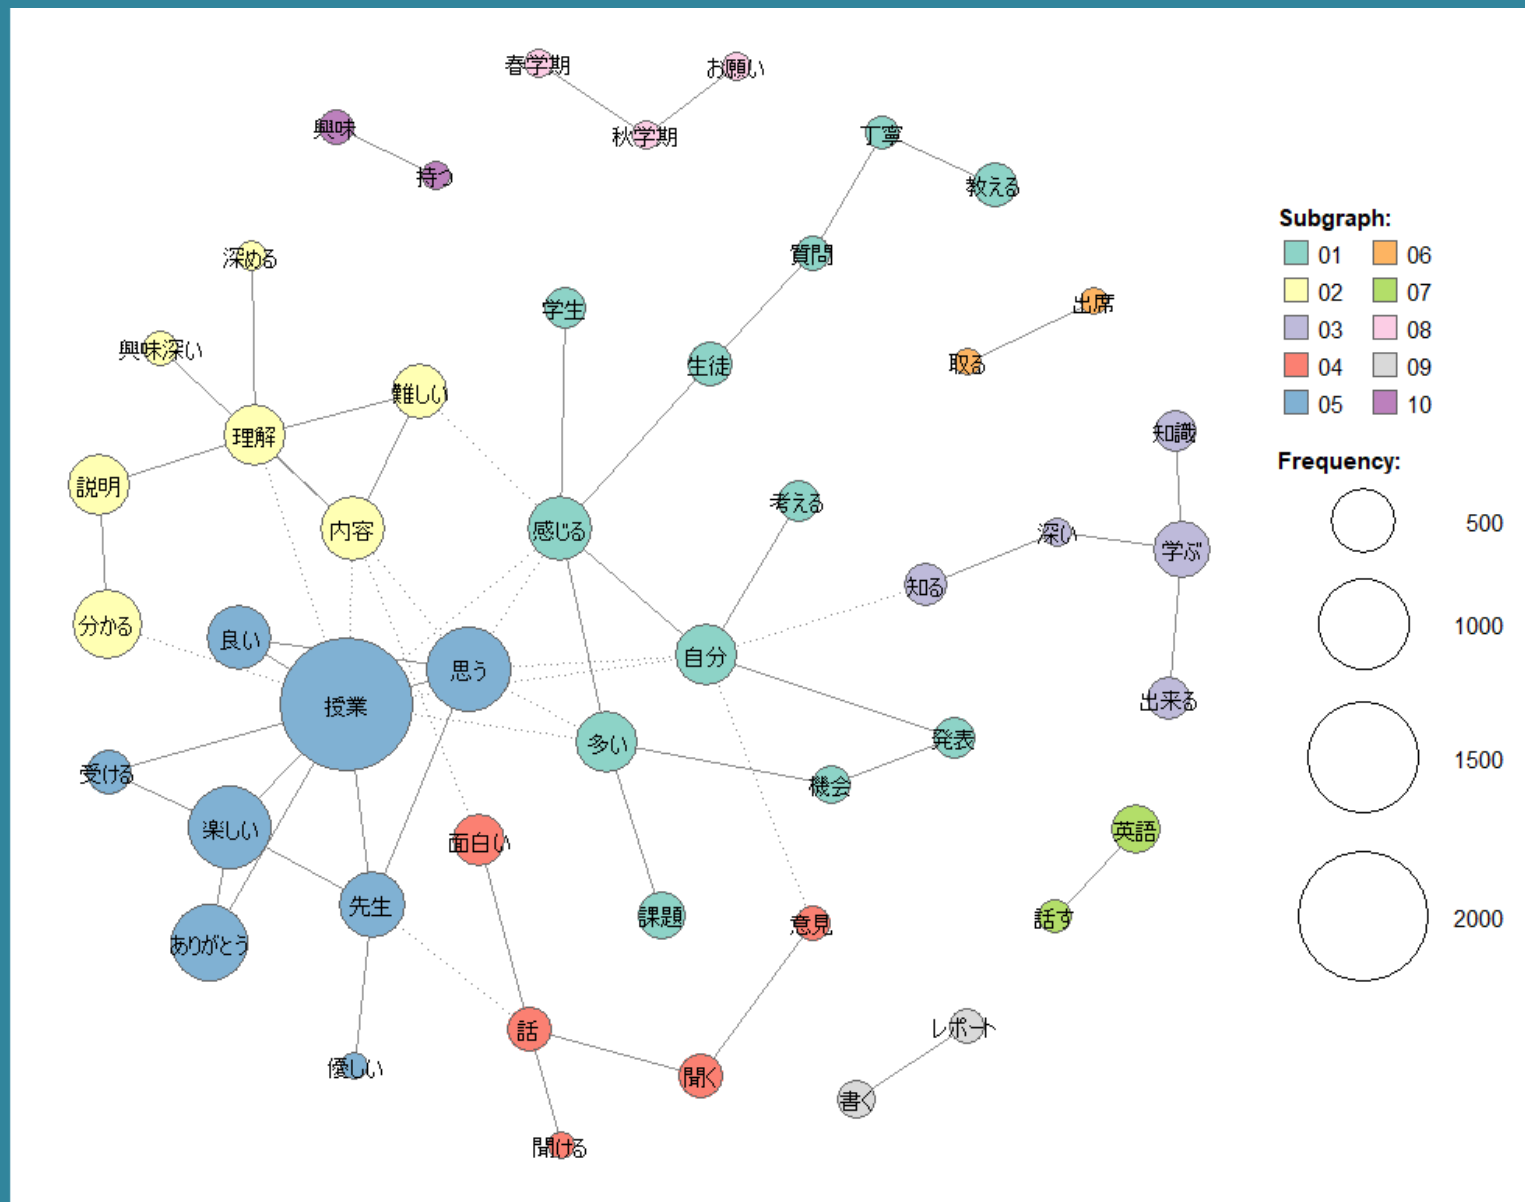 春学期
お願い
秋学期
興味
持つ
丁寧
教える
質問
深める
学生
興味深い
生徒
難しい
理解
説明
内容
感じる
考える
出席
取る
知識
深い
学ぶ
知る
分かる
良い
思う
自分
授業
出来る
多い
発表
受ける
機会
楽しい
面白い
英語
先生
課題
意見
話す
ありがとう
話
レポート
優しい
聞く
書く
聞ける
Subgraph:
01
06
02
07
03
08
04
09
05
10
Frequency:
500
1000
1500
2000